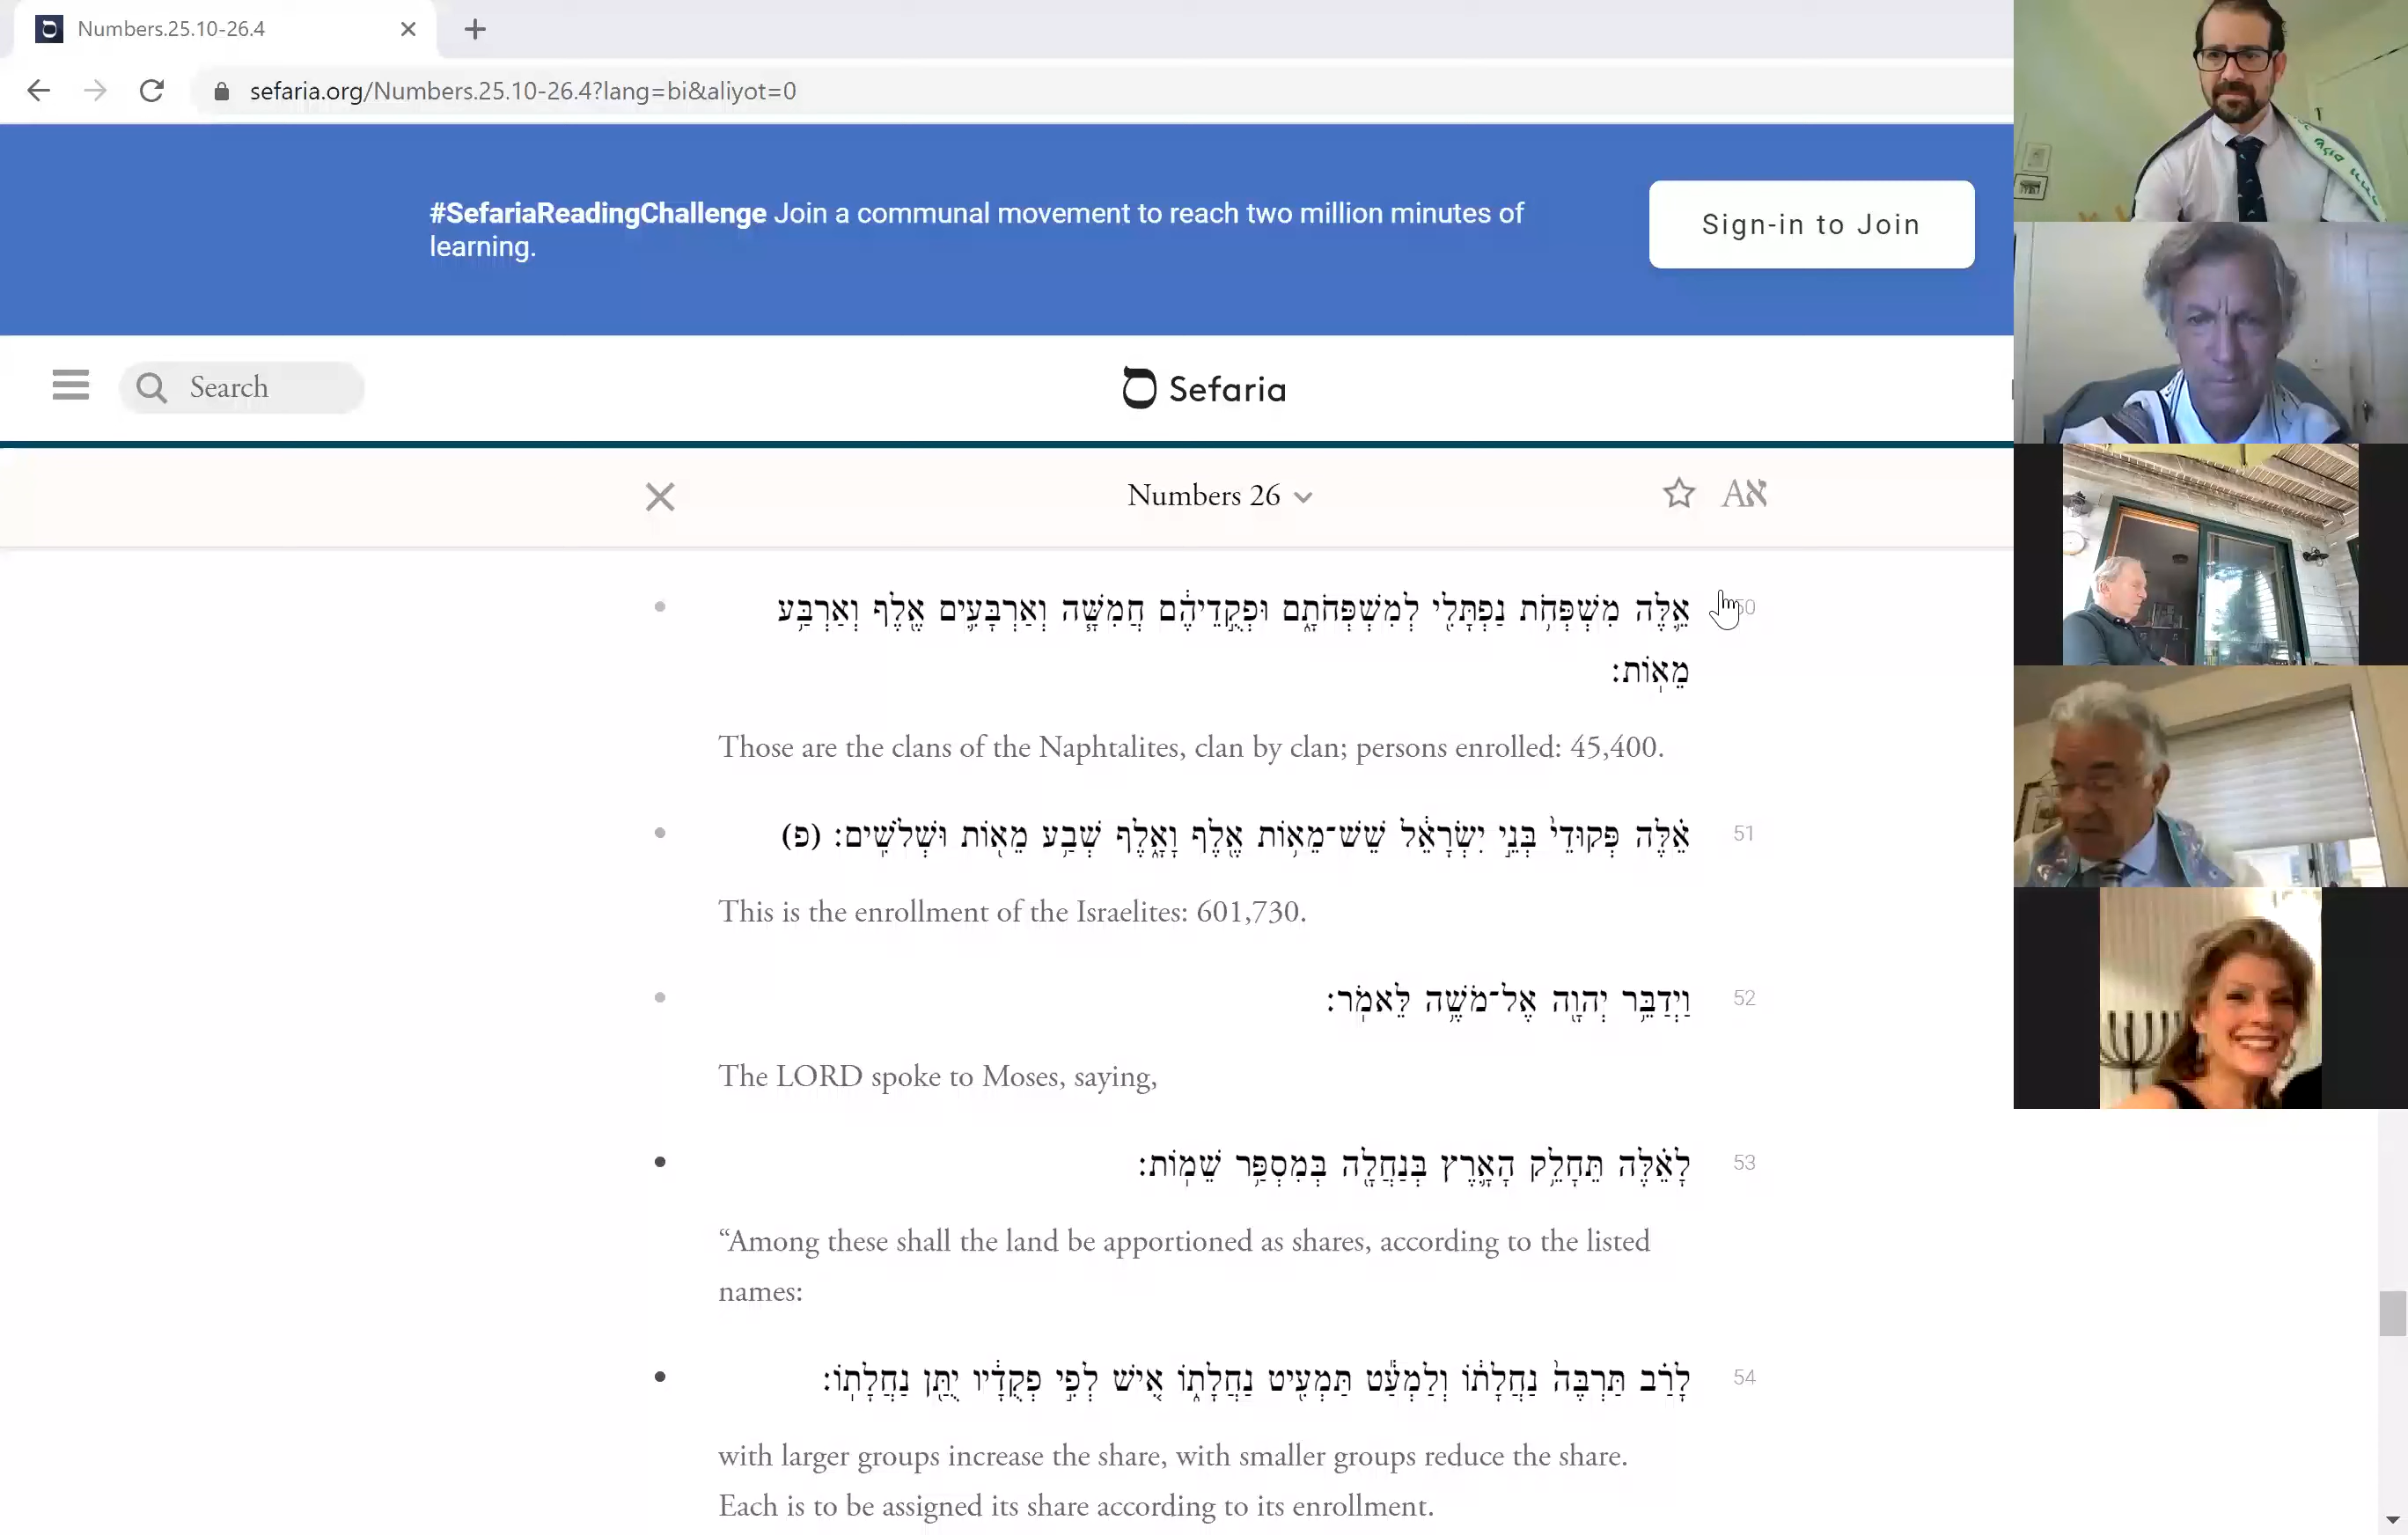 Numbers.25.10-26.4
sefaria.org/Numbers.25.10-26.4?lang=bi&aliyot=0
#SefariaReadingChallenge Join a communal movement to reach two million minutes of
learning.
Sign-in to Join
Search
Sefaria
Numbers 26
Aא
אֵ֛לֶּה מִשְׁפְּחֹ֥ת נַפְתָּלִ֖י לְמִשְׁפְּחֹתָ֑ם וּפְקֻ֣דֵיהֶ֔ם חֲמִשָּׁ֧ה וְאַרְבָּעִ֛ים אֶ֖לֶף וְאַרְבַּ֥ע
מֵאֽוֹת׃
Those are the clans of the Naphtalites, clan by clan; persons enrolled: 45,400.
51
אֵ֗לֶּה פְּקוּדֵי֙ בְּנֵ֣י יִשְׂרָאֵ֔ל שֵׁשׁ־מֵא֥וֹת אֶ֖לֶף וָאָ֑לֶף שְׁבַ֥ע מֵא֖וֹת וּשְׁלֹשִֽׁים׃ (פ)
This is the enrollment of the Israelites: 601,730.
52
וַיְדַבֵּ֥ר יְהוָ֖ה אֶל־מֹשֶׁ֥ה לֵּאמֹֽר׃
The LORD spoke to Moses, saying,
53
לָאֵ֗לֶּה תֵּחָלֵ֥ק הָאָ֛רֶץ בְּנַחֲלָ֖ה בְּמִסְפַּ֥ר שֵׁמֽוֹת׃
“Among these shall the land be apportioned as shares, according to the listed
names:
54
לָרַ֗ב תַּרְבֶּה֙ נַחֲלָת֔וֹ וְלַמְעַ֕ט תַּמְעִ֖יט נַחֲלָת֑וֹ אִ֚ישׁ לְפִ֣י פְקֻדָ֔יו יֻתַּ֖ן נַחֲלָתֽוֹ׃
with larger groups increase the share, with smaller groups reduce the share.
Each is to be assigned its share according to its enrollment.